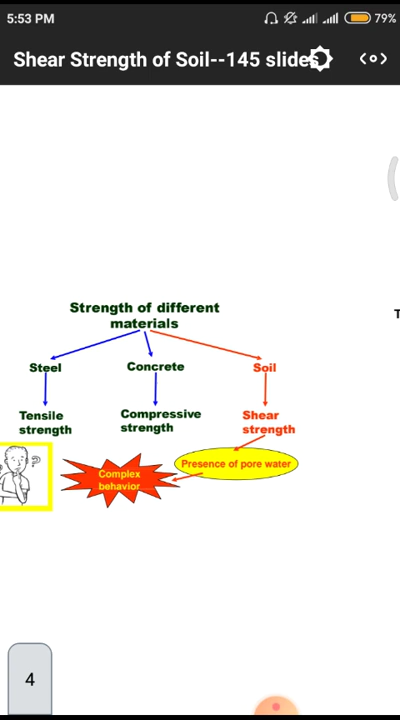 5:53 PM
79%
Shear Strength of Soil--145 slides
Strength of different
materials
Steel
Concrete
Soil
Tensile
strength
Compressive
strength
Shear
strength
Presence of pore water
Complex
behavior
?
T
4